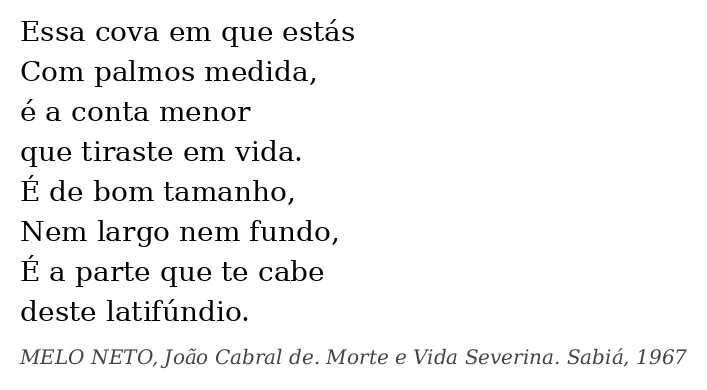 Essa cova em que estás
Com palmos medida,
é a conta menor
que tiraste em vida.
É de bom tamanho,
Nem largo nem fundo,
É a parte que te cabe
deste latifúndio.
MELO NETO, João Cabral de. Morte e Vida Severina. Sabiá, 1967